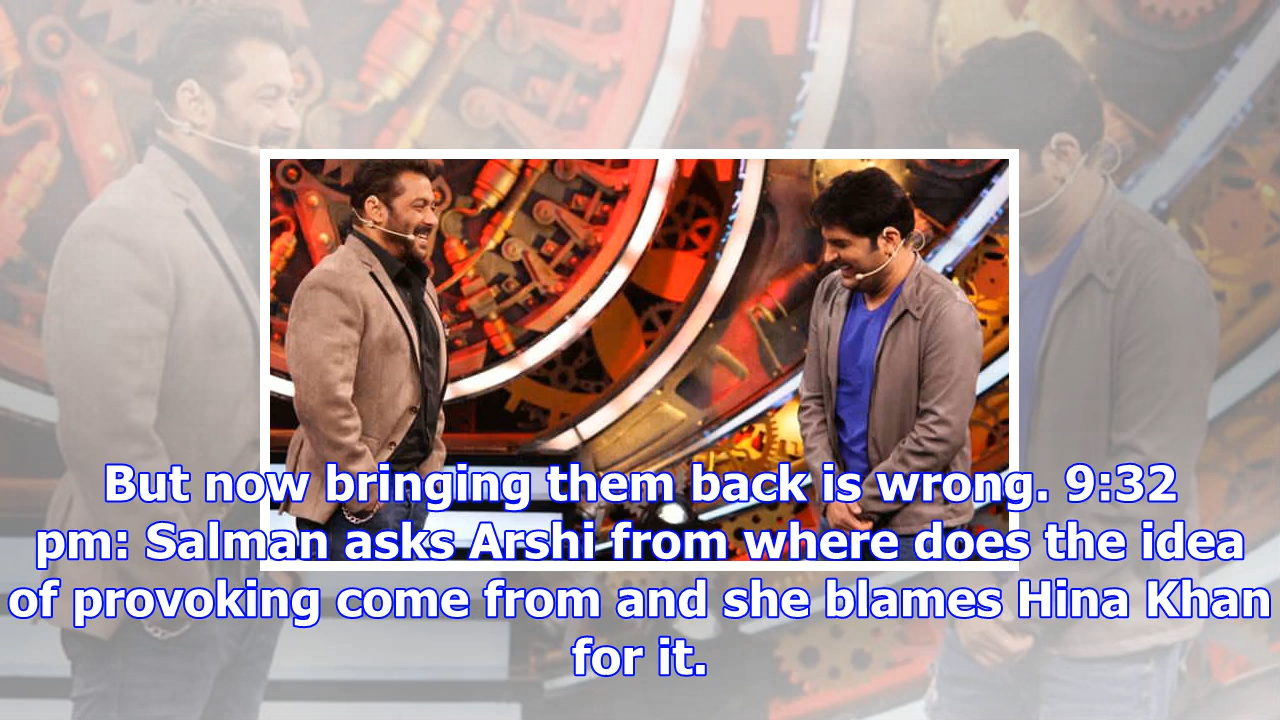 But now bringing them back is wrong. 9:32
pm: Salman asks Arshi from where does the idea
of provoking come from and she blames Hina Khan
for it.